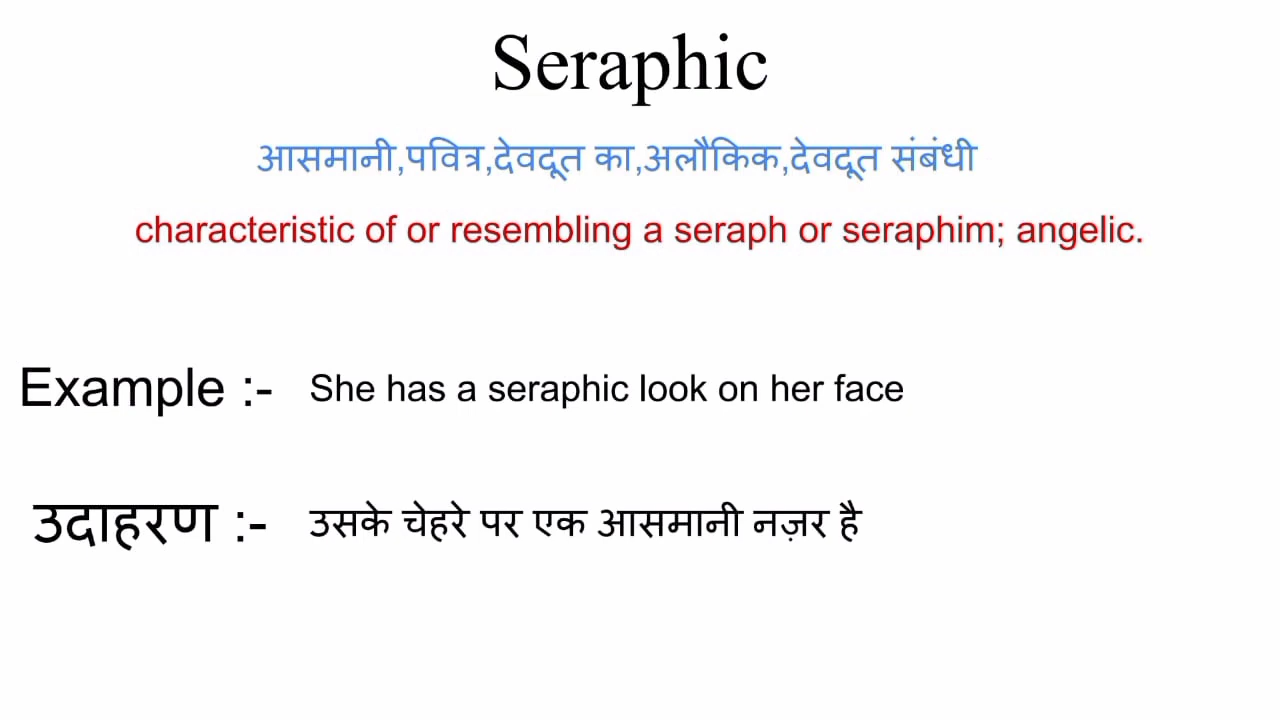 Seraphic
आसमानी,पवित्र,देवदूत का,अलौकिक,देवदूत संबंधी
characteristic of or resembling a seraph or seraphim; angelic.
Example :- She has a seraphic look on her face
उदाहरण :- उसके चेहरे पर एक आसमानी नज़र है